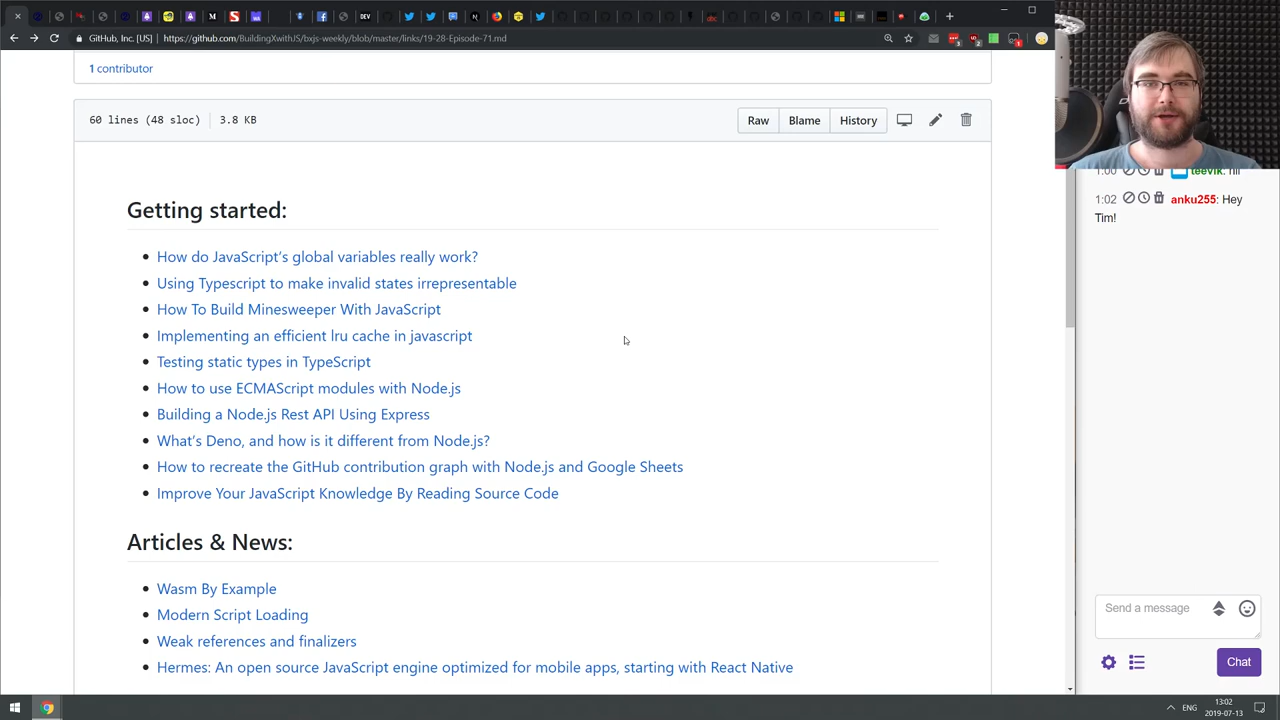 GitHub, Inc. [US] | https://github.com/BuildingXwithJS/bxjs-weekly/blob/master/links/19-28-Episode-71.md
1 contributor
60 lines (48 sloc) 3.8 KB
Raw Blame History
Getting started:
How do JavaScript's global variables really work?
Using Typescript to make invalid states irrepresentable
How To Build Minesweeper With JavaScript
Implementing an efficient lru cache in javascript
Testing static types in TypeScript
How to use ECMAScript modules with Node.js
Building a Node.js Rest API Using Express
What's Deno, and how is it different from Node.js?
How to recreate the GitHub contribution graph with Node.js and Google Sheets
Improve Your JavaScript Knowledge By Reading Source Code
Articles & News:
Wasm By Example
Modern Script Loading
Weak references and finalizers
Hermes: An open source JavaScript engine optimized for mobile apps, starting with React Native
1:00 teevik:
1:02 anku255: Hey
Tim!
Send a message
Chat
ENG
13:02
2019-07-13